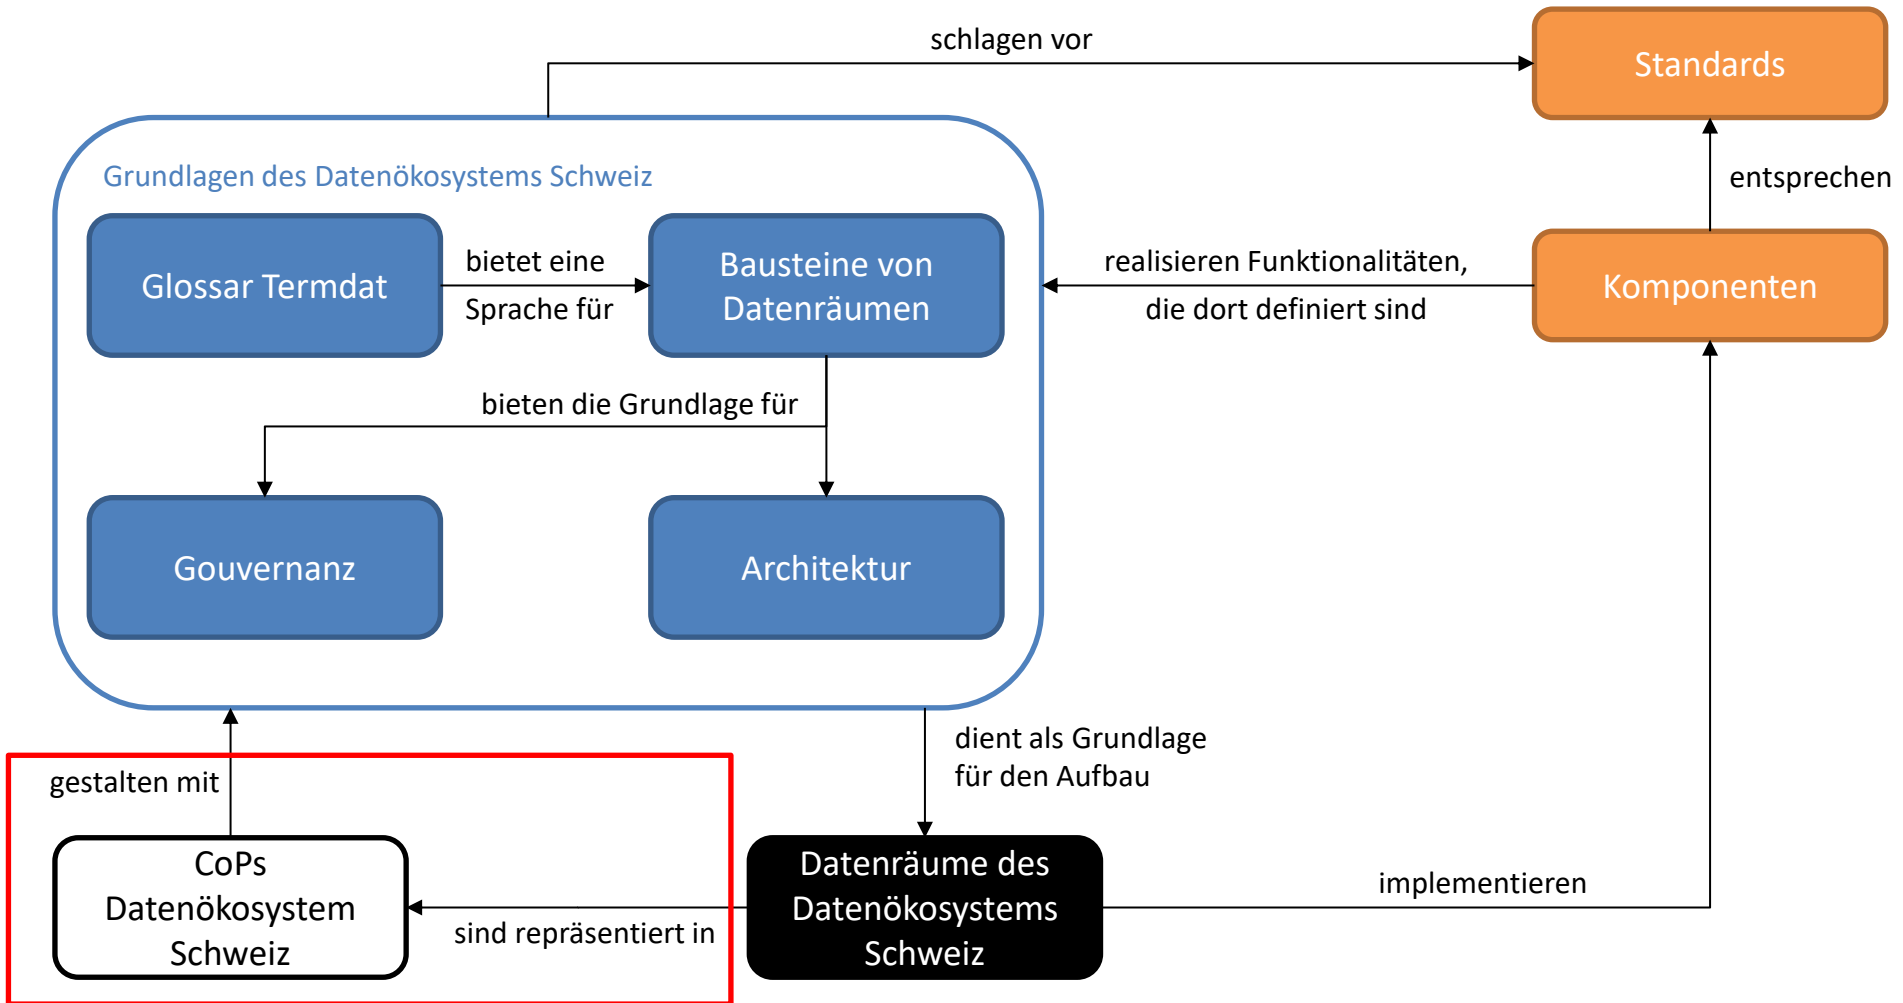 schlagen vor
Standards
Grundlagen des Datenökosystems Schweiz
entsprechen
Glossar Termdat
bietet eine
Sprache für
Bausteine von
Datenräumen
realisieren Funktionalitäten,
die dort definiert sind
Komponenten
bieten die Grundlage für
Gouvernanz
Architektur
dient als Grundlage
für den Aufbau
gestalten mit
CoPs
Datenökosystem
Schweiz
sind repräsentiert in
Datenräume des
Datenökosystems
Schweiz
implementieren